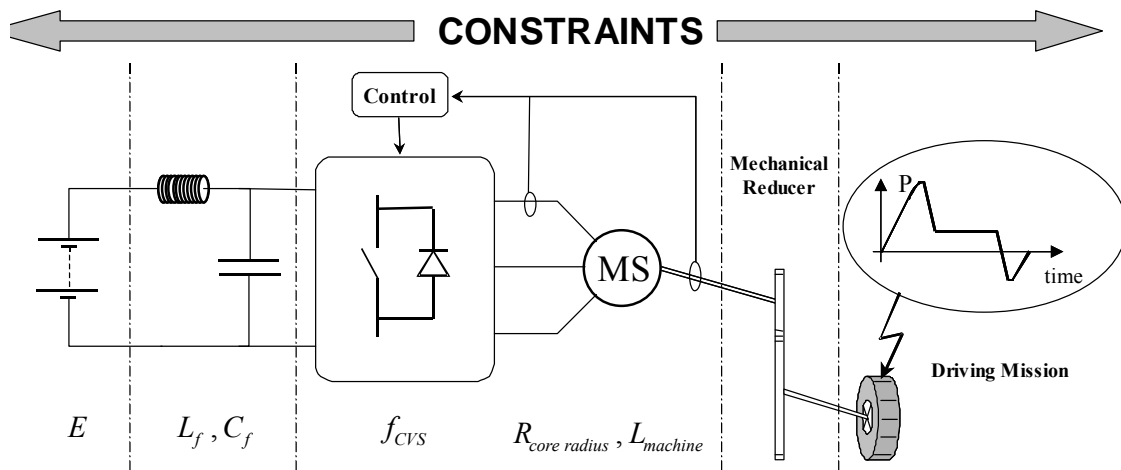 CONSTRAINTS
Control
Mechanical
Reducer
P
time
MS
Driving Mission
E
L_f , C_f
f_CVS
R_core radius , L_machine